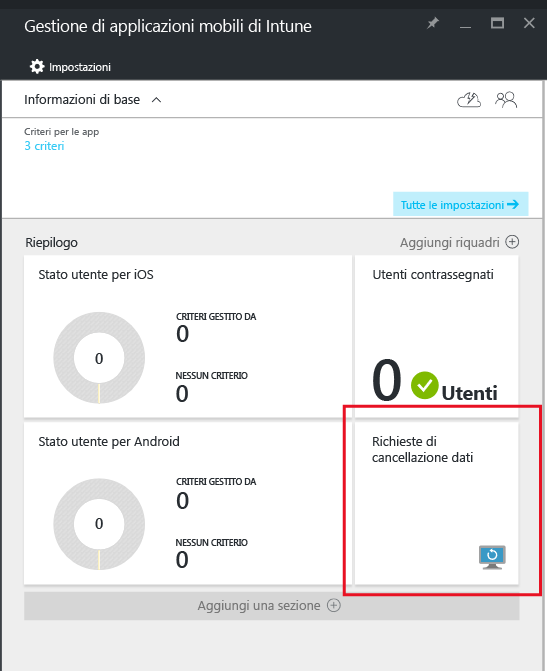 Gestione di applicazioni mobili di Intune
Impostazioni
Informazioni di base
Criteri per le app
3 criteri
Tutte le impostazioni
Riepilogo
Aggiungi riquadri
Stato utente per iOS
0
CRITERI GESTITO DA
0
NESSUN CRITERIO
0
Utenti contrassegnati
0 Utenti
Stato utente per Android
0
CRITERI GESTITO DA
0
NESSUN CRITERIO
0
Richieste di
cancellazione dati
Aggiungi una sezione